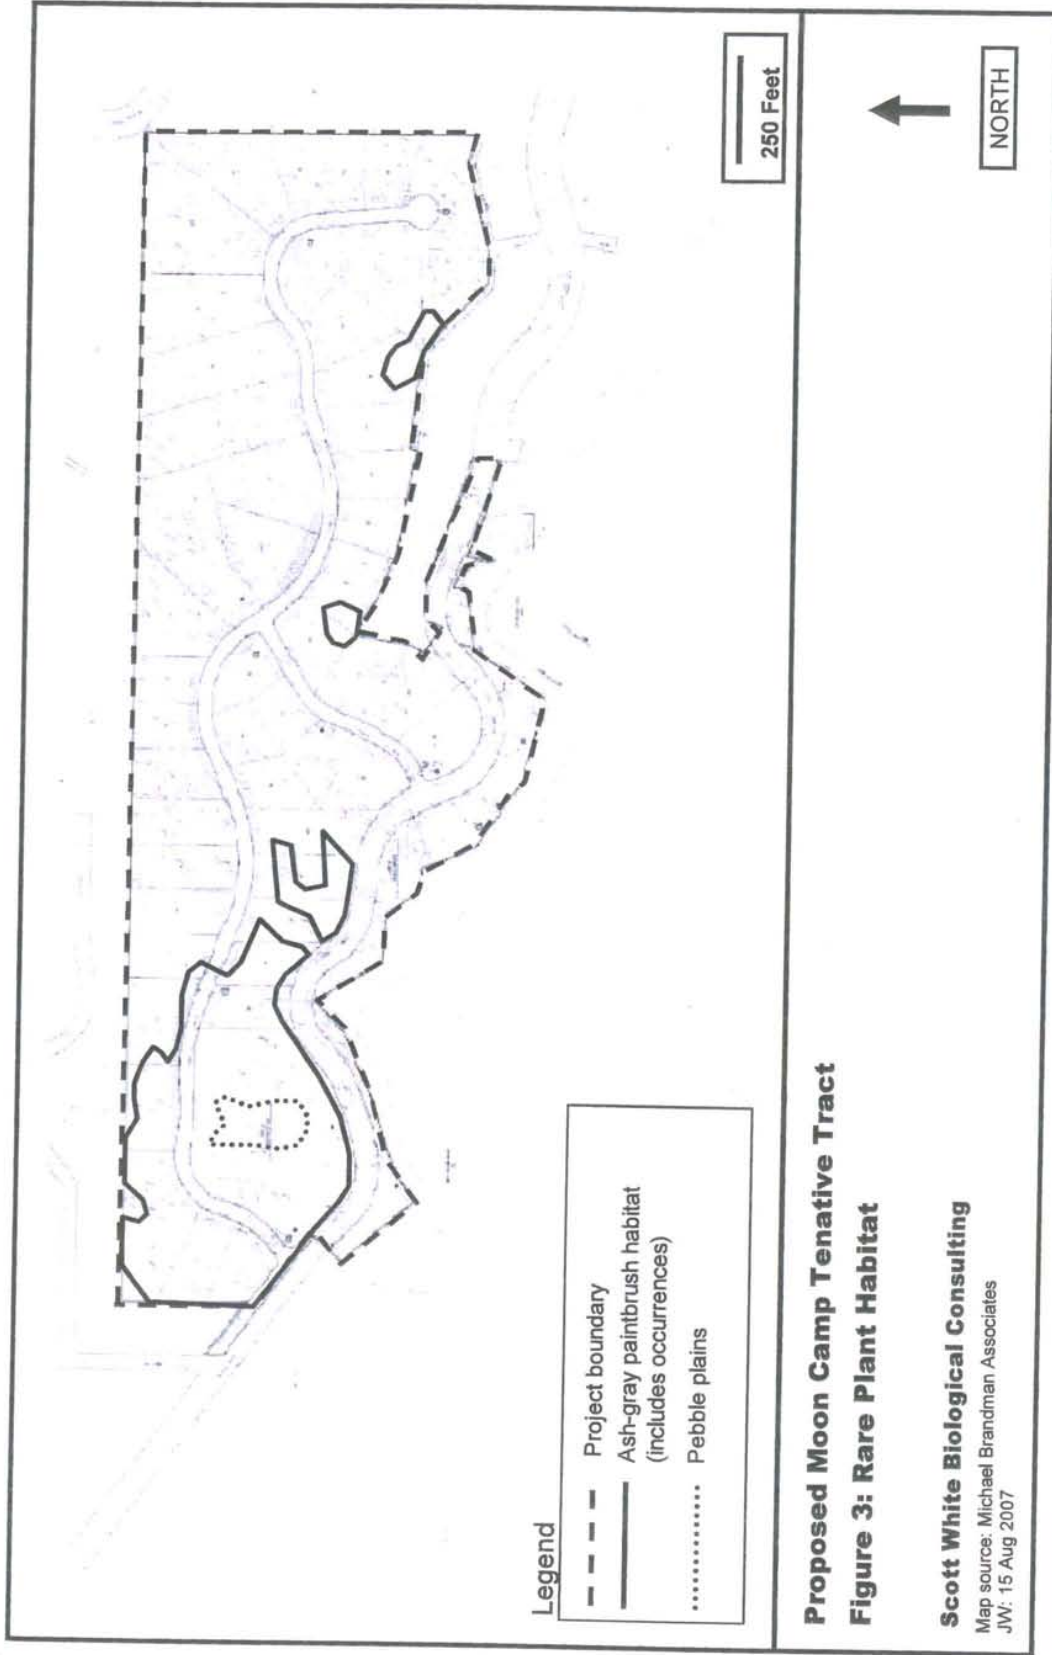 250 Feet
Legend
Project boundary
Ash-gray paintbrush habitat
(includes occurrences)
Pebble plains
Proposed Moon Camp Tenative Tract
Figure 3: Rare Plant Habitat
Scott White Biological Consulting
Map source: Michael Brandman Associates
JW: 15 Aug 2007
NORTH